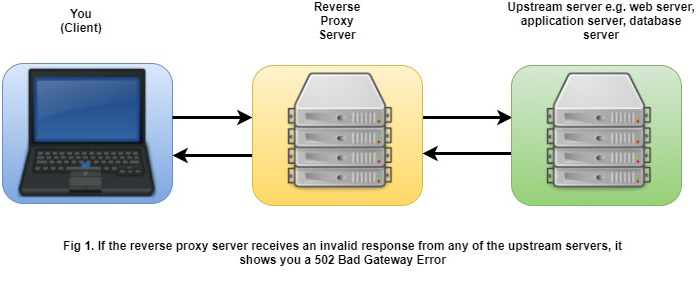 You
(Client)
Reverse
Proxy
Server
Upstream server e.g. web server,
application server, database
server
Fig 1. If the reverse proxy server receives an invalid response from any of the upstream servers, it
shows you a 502 Bad Gateway Error